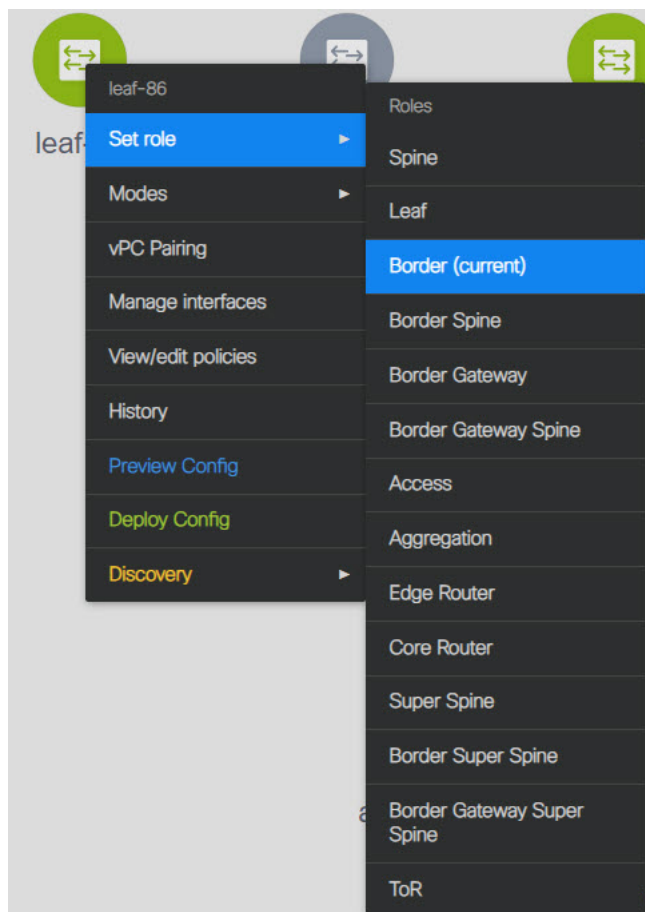 leaf-86
leaf-
Set role
Modes
vPC Pairing
Manage interfaces
View/edit policies
History
Preview Config
Deploy Config
Discovery
Roles
Spine
Leaf
Border (current)
Border Spine
Border Gateway
Border Gateway Spine
Access
Aggregation
Edge Router
Core Router
Super Spine
Border Super Spine
Border Gateway Super
Spine
ToR